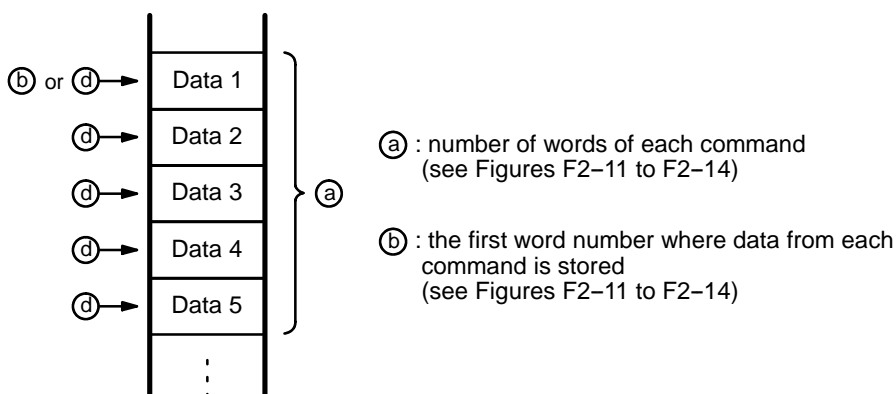 ⓑ or ⓓ Data 1
ⓓ Data 2
ⓓ Data 3
ⓓ Data 4
ⓓ Data 5
ⓐ
ⓐ : number of words of each command
(see Figures F2-11 to F2-14)
ⓑ : the first word number where data from each
command is stored
(see Figures F2-11 to F2-14)